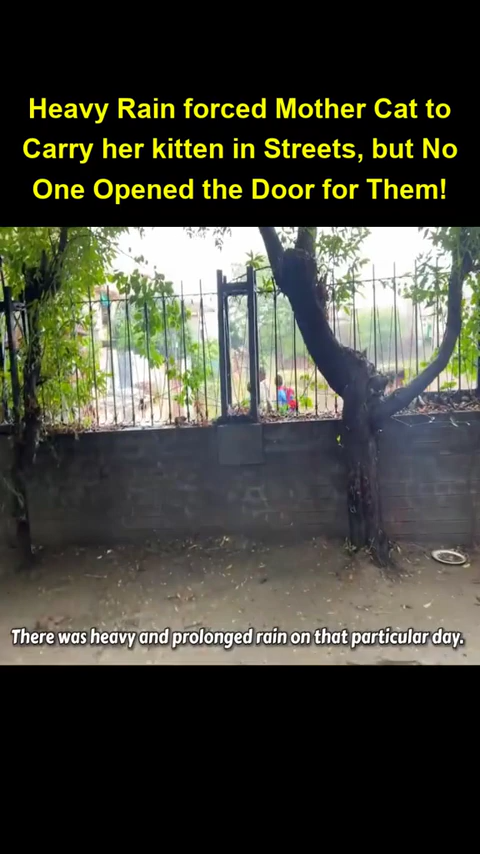 Heavy Rain forced Mother Cat to
Carry her kitten in Streets, but No
One Opened the Door for Them!
There was heavy and prolonged rain on that particular day.